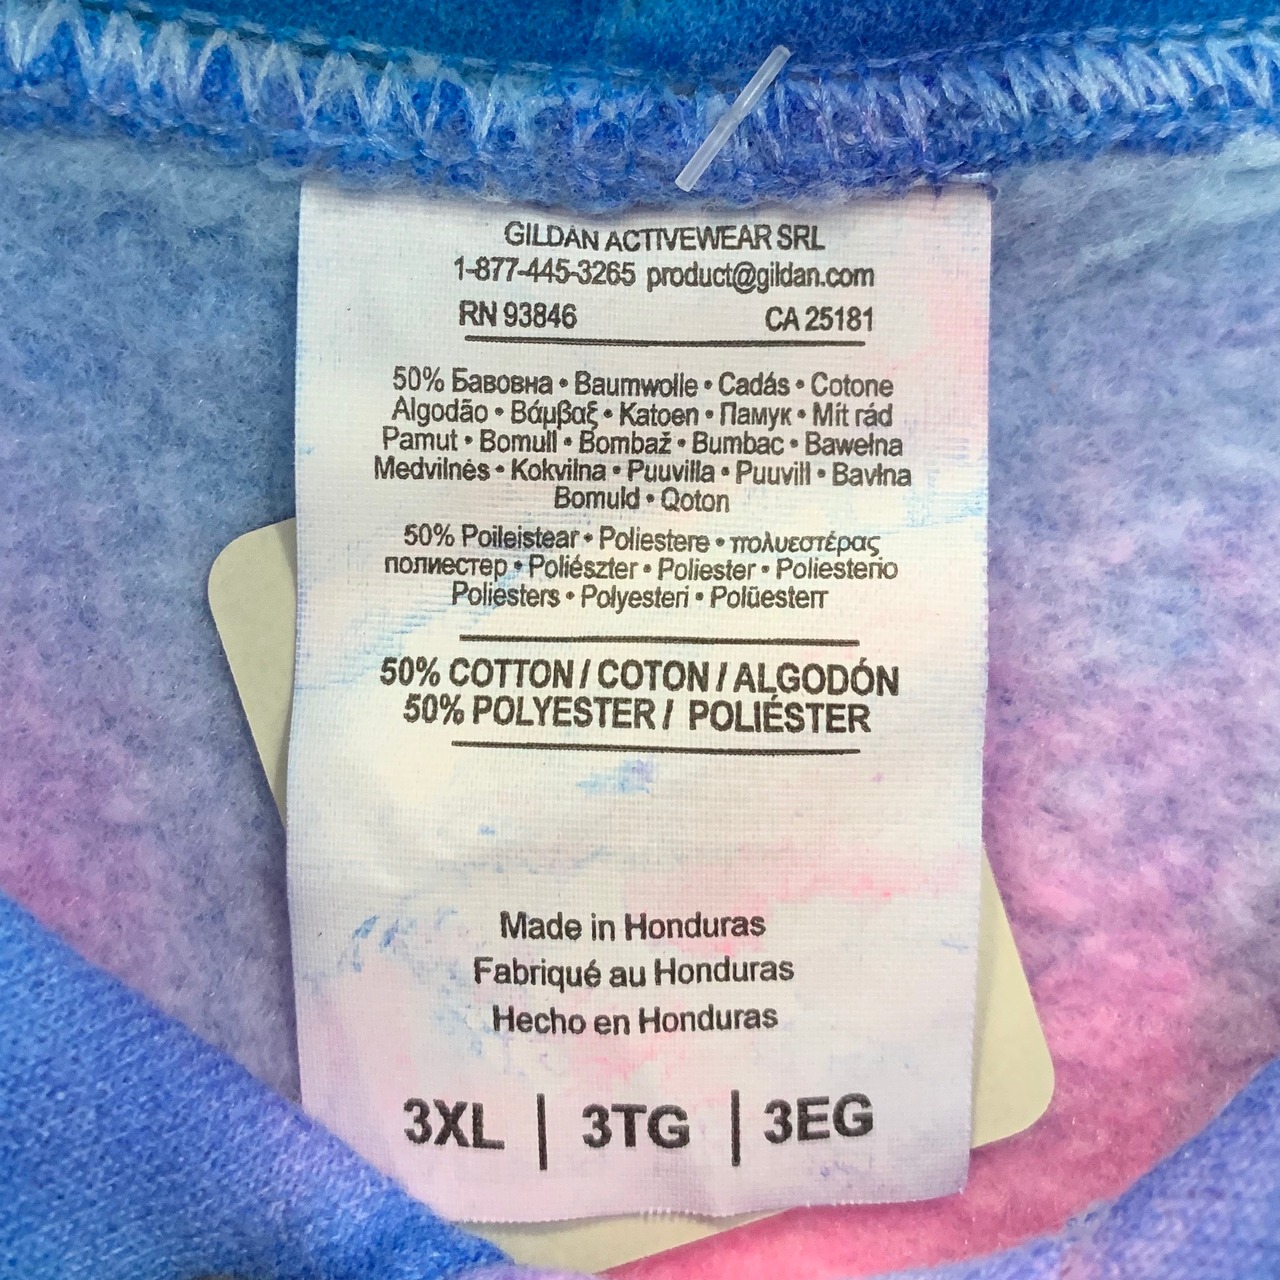 GILDAN ACTIVEWEAR SRL
1-877-445-3265 product@gildan.com
RN 93846 CA 25181
50% Бавовна • Baumwolle • Cadás • Cotone
Algodão • Βάμβαξ • Katoen • Памук • Mít rád
Pamut • Bomull • Bombaž • Bumbac • Bawełna
Medvilnės • Kokvilna • Puuvilla • Puuvill • Bavłna
Bomuld • Qoton
50% Poileistear • Poliestere • πολυεστέρας
полиестер • Poliészter • Poliester • Poliesterio
Poliesters • Polyesteri • Polüesterr
50% COTTON / COTON / ALGODÓN
50% POLYESTER / POLIÉSTER
Made in Honduras
Fabriqué au Honduras
Hecho en Honduras
3XL | 3TG | 3EG